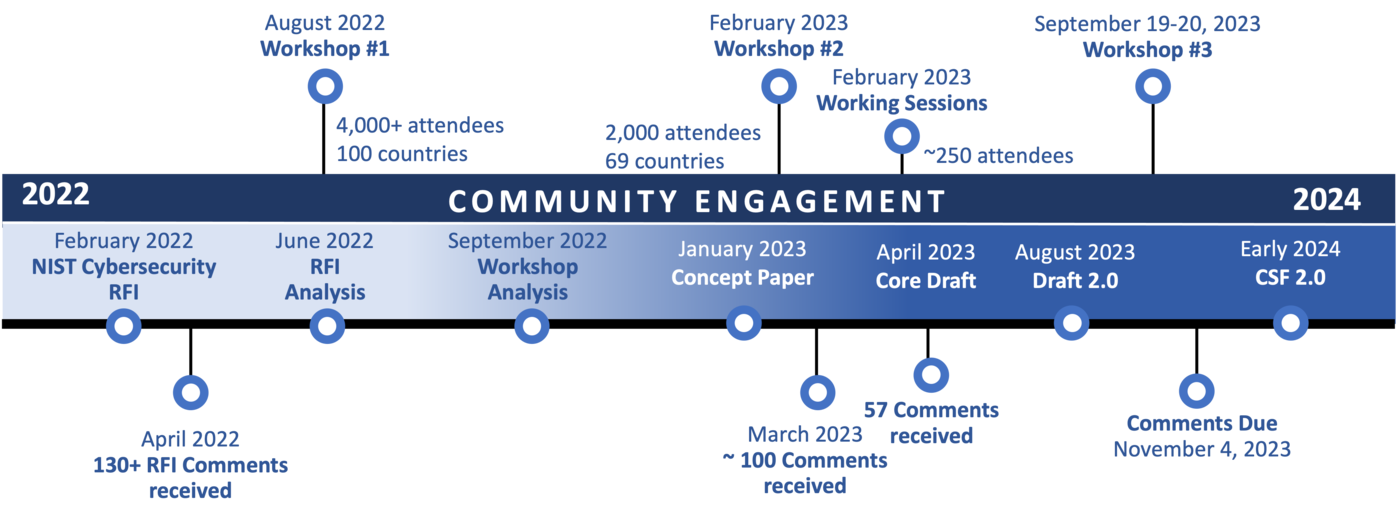 August 2022
Workshop #1
4,000+ attendees
100 countries
February 2023
Workshop #2
2,000 attendees
69 countries
February 2023
Working Sessions
~250 attendees
September 19-20, 2023
Workshop #3
2022
COMMUNITY ENGAGEMENT
2024
February 2022
NIST Cybersecurity
RFI
June 2022
RFI
Analysis
September 2022
Workshop
Analysis
January 2023
Concept Paper
April 2023
Core Draft
August 2023
Draft 2.0
Early 2024
CSF 2.0
April 2022
130+ RFI Comments
received
March 2023
~ 100 Comments
received
57 Comments
received
Comments Due
November 4, 2023